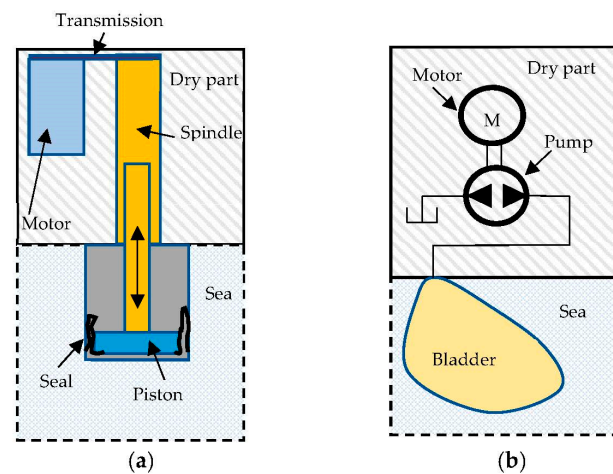 Transmission
Dry part
Spindle
Motor
Sea
Seal
Piston
(a)
Dry part
Motor
M
Pump
Sea
Bladder
(b)